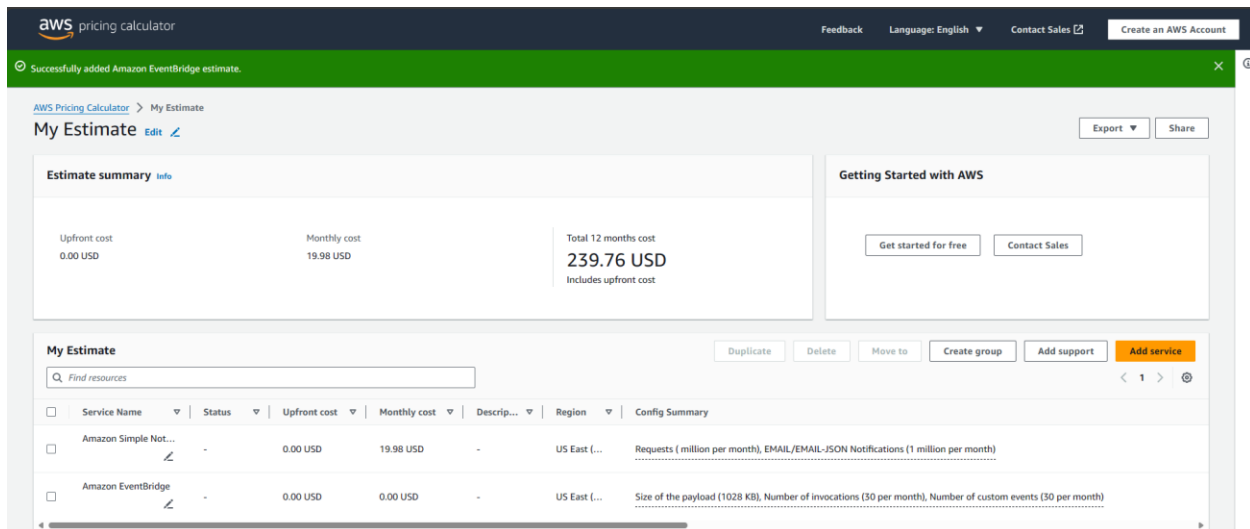 aws pricing calculator
Feedback Language: English Contact Sales Create an AWS Account
Successfully added Amazon EventBridge estimate.
AWS Pricing Calculator > My Estimate
My Estimate Edit
Export Share
Estimate summary Info
Getting Started with AWS
Upfront cost
0.00 USD
Monthly cost
19.98 USD
Total 12 months cost
239.76 USD
Includes upfront cost
Get started for free Contact Sales
My Estimate
Duplicate Delete Move to Create group Add support Add service
Find resources
< 1 >
Service Name Status Upfront cost Monthly cost Descrip... Region Config Summary
Amazon Simple Not... - 0.00 USD 19.98 USD - US East (... Requests ( million per month), EMAIL/EMAIL-JSON Notifications (1 million per month)
Amazon EventBridge - 0.00 USD 0.00 USD - US East (... Size of the payload (1028 KB), Number of invocations (30 per month), Number of custom events (30 per month)